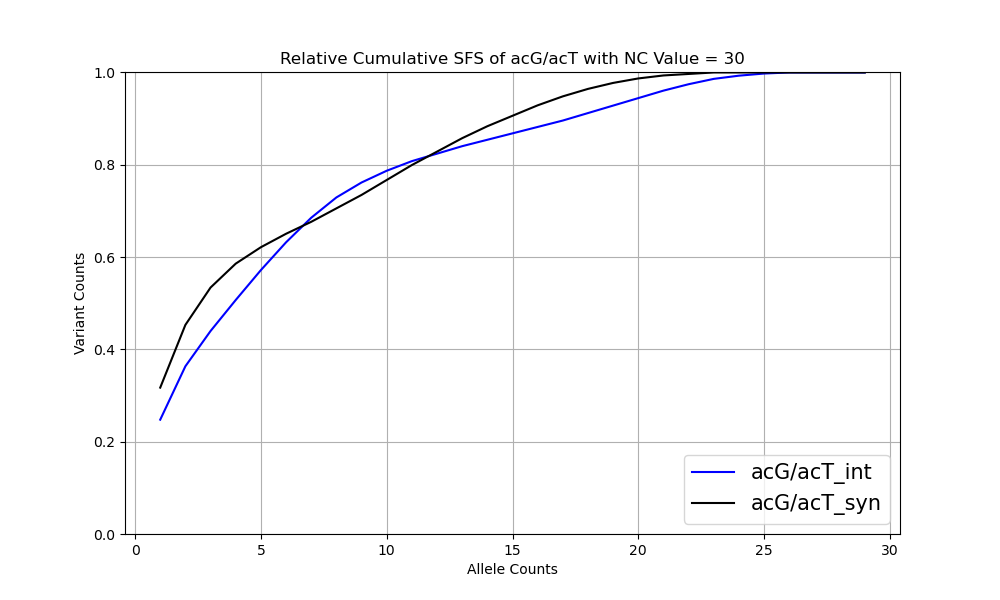 Relative Cumulative SFS of acG/acT with NC Value = 30
1.0
0.8
0.6
0.4
0.2
0.0
Variant Counts
acG/acT_int
acG/acT_syn
0 5 10 15 20 25 30
Allele Counts